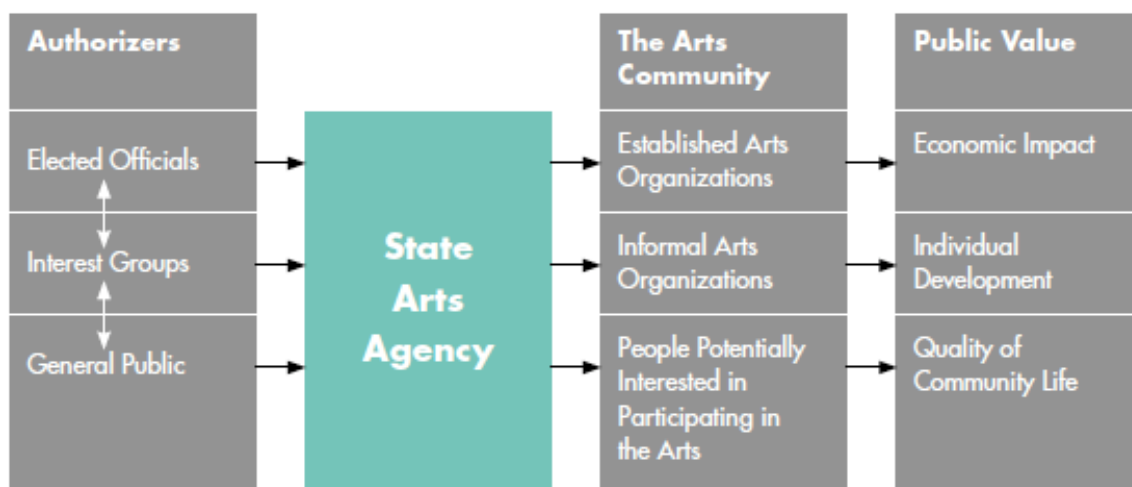 Authorizers
Elected Officials
Interest Groups
General Public
State
Arts
Agency
The Arts
Community
Established Arts
Organizations
Informal Arts
Organizations
People Potentially
Interested in
Participating in
the Arts
Public Value
Economic Impact
Individual
Development
Quality of
Community Life